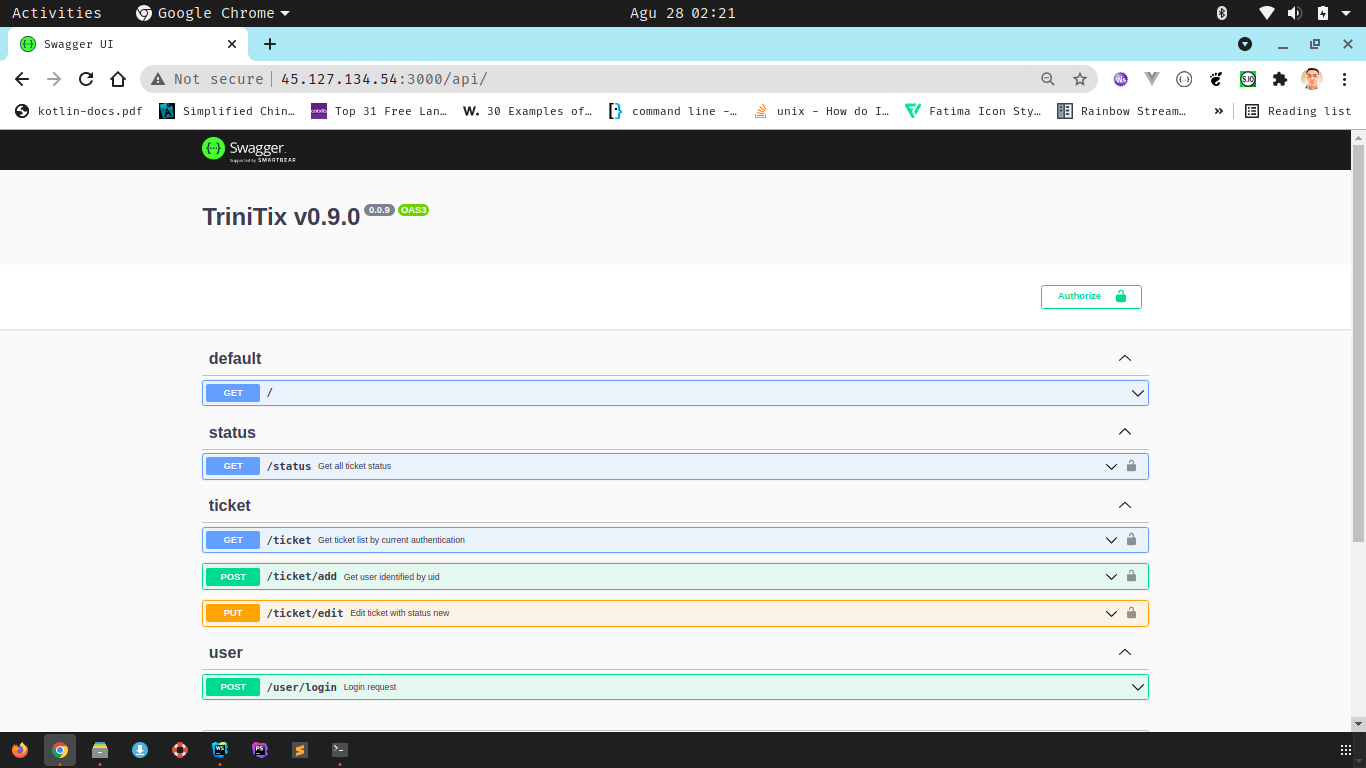 Activities Google Chrome Agu 28 02:21
Swagger UI
Not secure 45.127.134.54:3000/api/
kotlin-docs.pdf Simplified Chin… Top 31 Free Lan… W. 30 Examples of… command line –… unix - How do I… Fatima Icon Sty… Rainbow Stream… » Reading list
Swagger
Supported by SMARTBEAR
TriniTix v0.9.0 0.0.9 OAS3
Authorize
default
GET /
status
GET /status Get all ticket status
ticket
GET /ticket Get ticket list by current authentication
POST /ticket/add Get user identified by uid
PUT /ticket/edit Edit ticket with status new
user
POST /user/login Login request